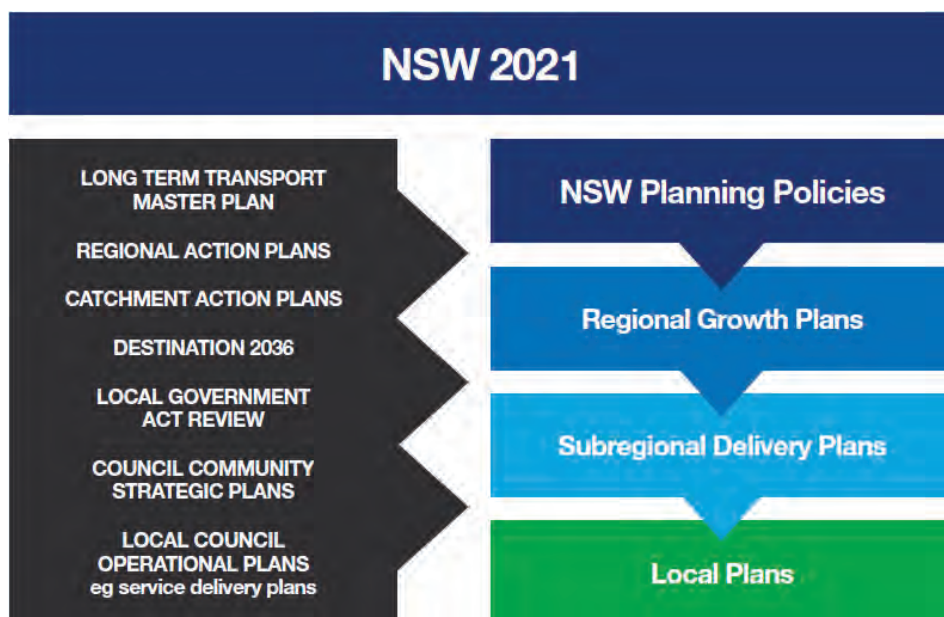 NSW 2021
LONG TERM TRANSPORT
MASTER PLAN
REGIONAL ACTION PLANS
CATCHMENT ACTION PLANS
DESTINATION 2036
LOCAL GOVERNMENT
ACT REVIEW
COUNCIL COMMUNITY
STRATEGIC PLANS
LOCAL COUNCIL
OPERATIONAL PLANS
eg service delivery plans
NSW Planning Policies
Regional Growth Plans
Subregional Delivery Plans
Local Plans